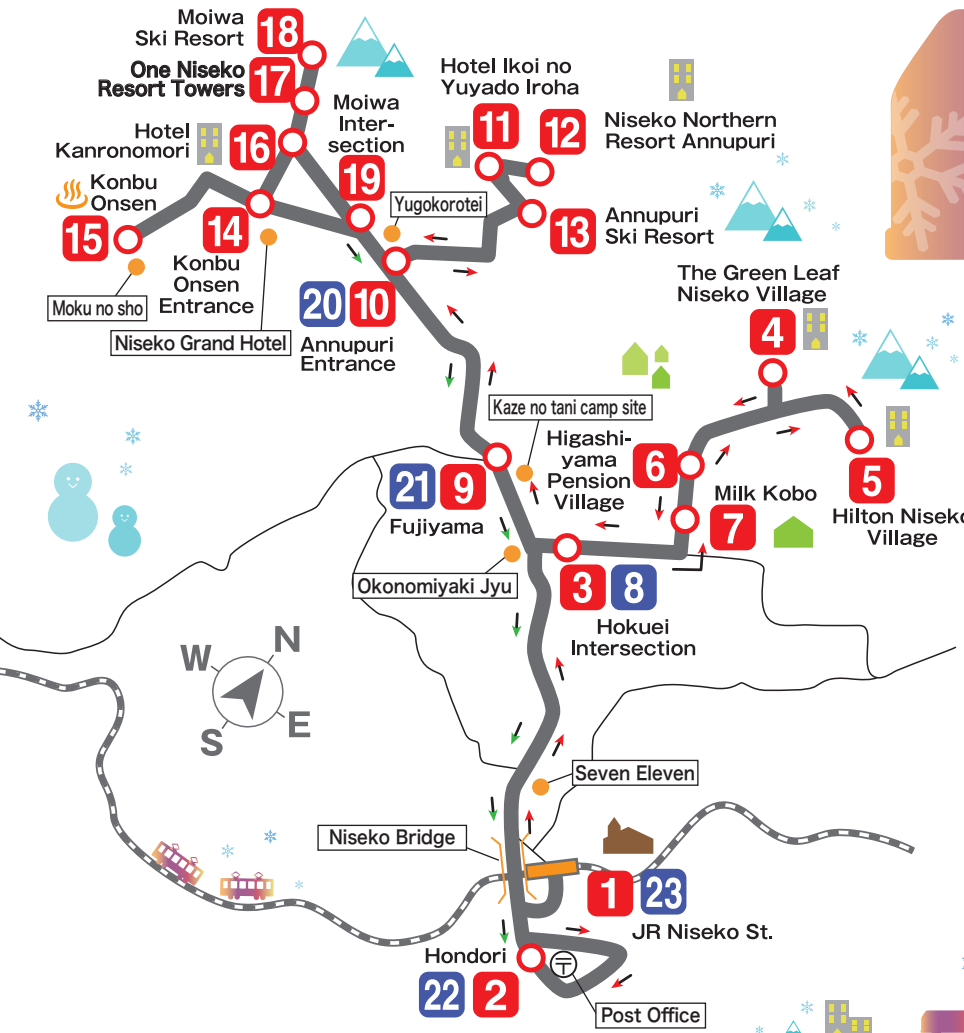 Moiwa
Ski Resort
18
One Niseko
Resort Towers
17
Hotel
Kanronomori
16
Moiwa
Inter-
section
19
Konbu
Onsen
15
14
Konbu
Onsen
Entrance
Moku no sho
Niseko Grand Hotel
Yugokorotei
Hotel Ikoi no
Yuyado Iroha
11
12
Niseko Northern
Resort Annupuri
13
Annupuri
Ski Resort
20
10
Annupuri
Entrance
The Green Leaf
Niseko Village
4
5
Hilton Niseko
Village
Kaze no tani camp site
Higashi-
yama
Pension
Village
6
Milk Kobo
7
21
9
Fujiyama
Okonomiyaki Jyu
3
8
Hokuei
Intersection
N
W
E
S
Seven Eleven
Niseko Bridge
1
23
JR Niseko St.
Hondori
22
2
〒
Post Office